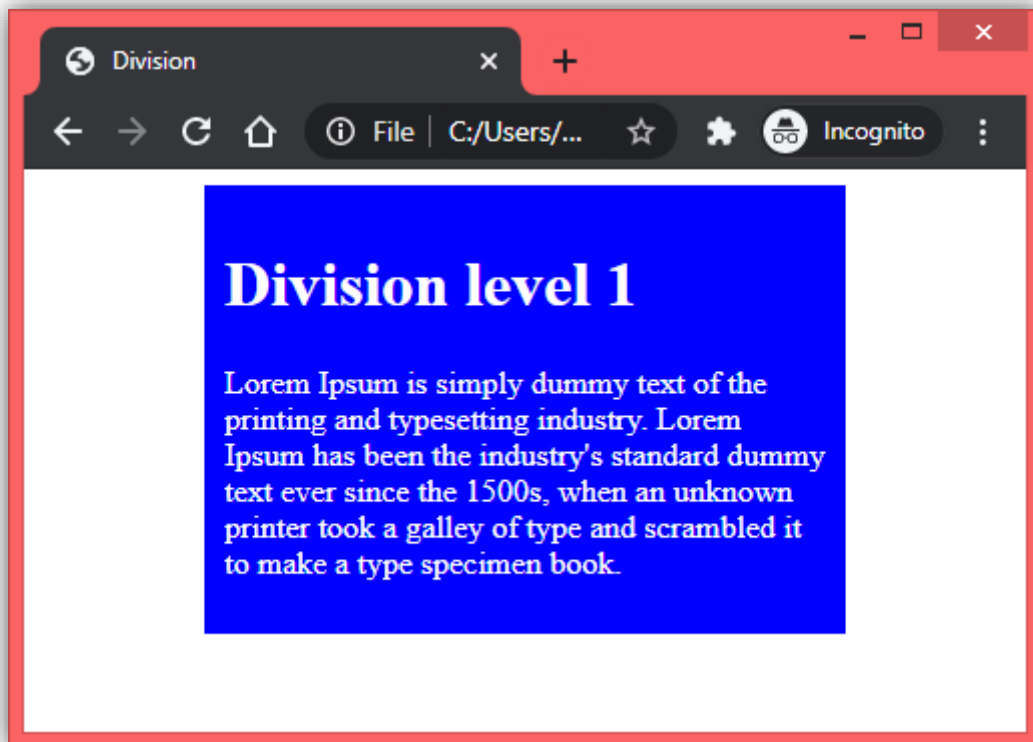 Division
File C:/Users/... Incognito
Division level 1
Lorem Ipsum is simply dummy text of the
printing and typesetting industry. Lorem
Ipsum has been the industry's standard dummy
text ever since the 1500s, when an unknown
printer took a galley of type and scrambled it
to make a type specimen book.